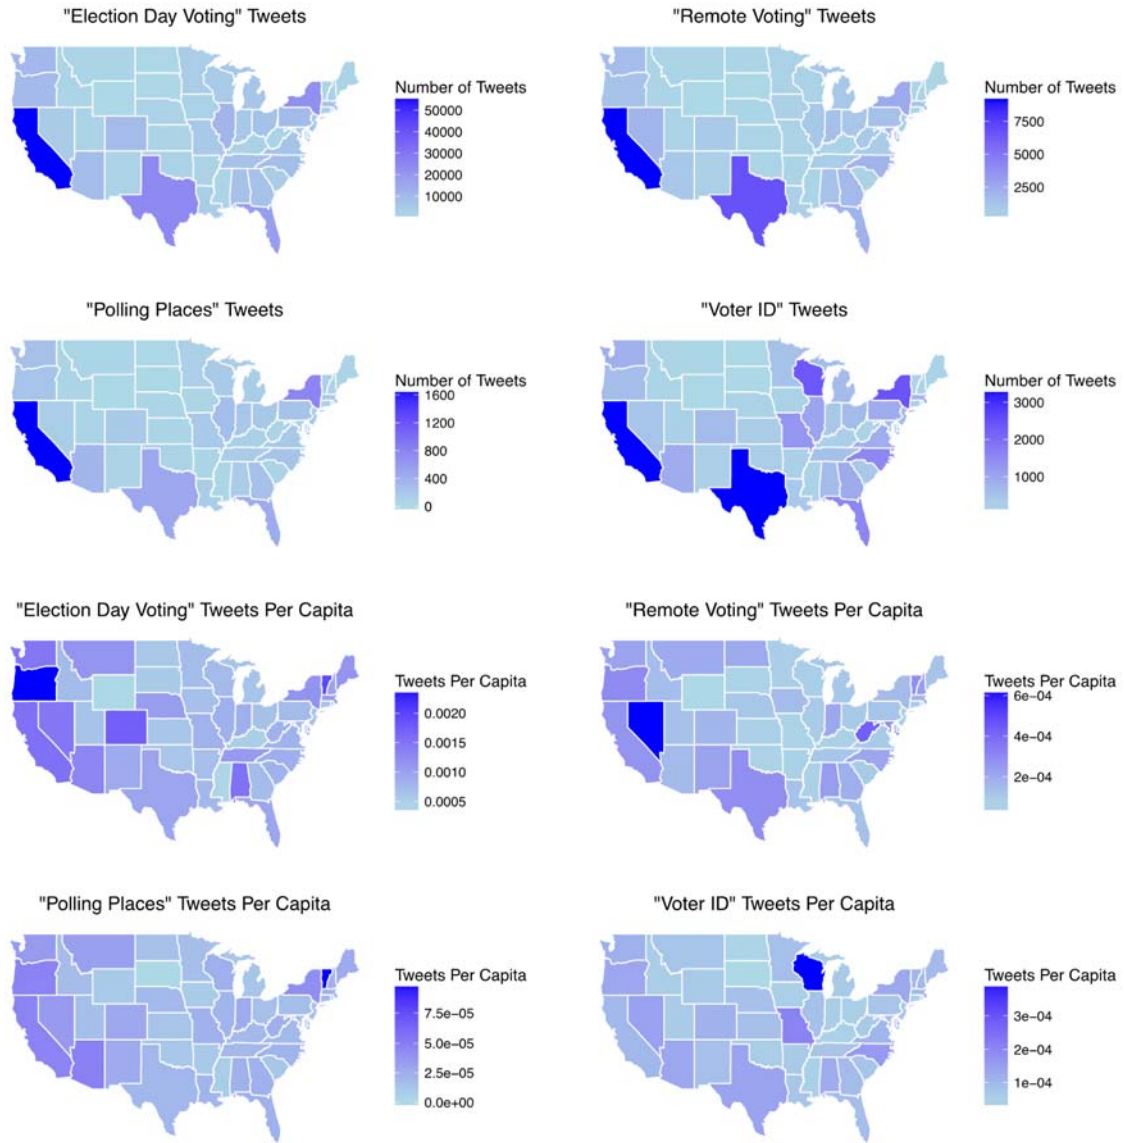 "Election Day Voting" Tweets
Number of Tweets
50000
40000
30000
20000
10000
"Remote Voting" Tweets
Number of Tweets
7500
5000
2500
"Polling Places" Tweets
Number of Tweets
1600
1200
800
400
0
"Voter ID" Tweets
Number of Tweets
3000
2000
1000
"Election Day Voting" Tweets Per Capita
Tweets Per Capita
0.0020
0.0015
0.0010
0.0005
"Remote Voting" Tweets Per Capita
Tweets Per Capita
6e−04
4e−04
2e−04
"Polling Places" Tweets Per Capita
Tweets Per Capita
7.5e−05
5.0e−05
2.5e−05
0.0e+00
"Voter ID" Tweets Per Capita
Tweets Per Capita
3e−04
2e−04
1e−04